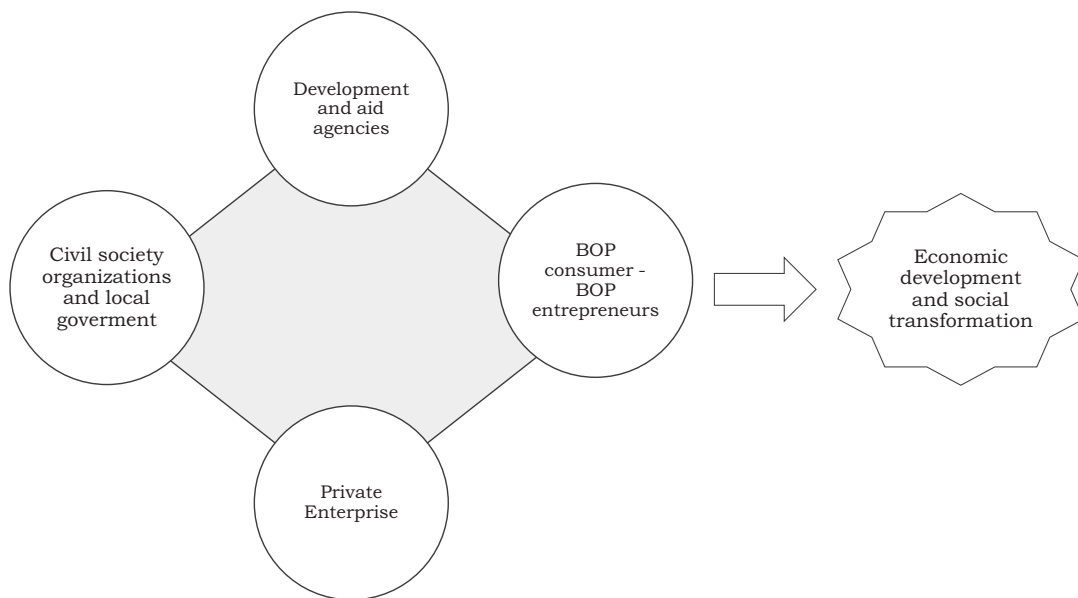 Development
and aid
agencies
Civil society
organizations
and local
goverment
BOP
consumer -
BOP
entrepreneurs
Economic
development
and social
transformation
Private
Enterprise